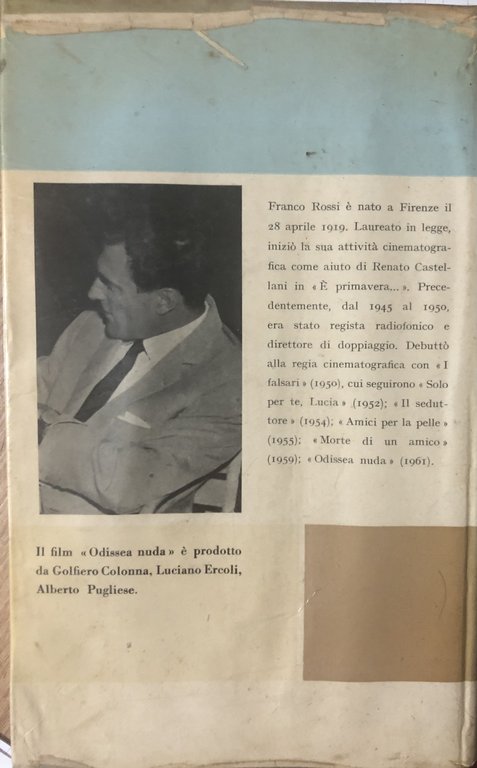 Franco Rossi è nato a Firenze il
28 aprile 1919. Laureato in legge,
iniziò la sua attività cinematogra-
fica come aiuto di Renato Castel-
lani in « È primavera... ». Prece-
dentemente, dal 1945 al 1950,
era stato regista radiofonico e
direttore di doppiaggio. Debuttò
alla regia cinematografica con « I
falsari » (1950), cui seguirono « Solo
per te, Lucia » (1952); « Il sedut-
tore » (1954); « Amici per la pelle »
(1955); « Morte di un amico »
(1959); « Odissea nuda » (1961).
Il film « Odissea nuda » è prodotto
da Golfiero Colonna, Luciano Ercoli,
Alberto Pugliese.